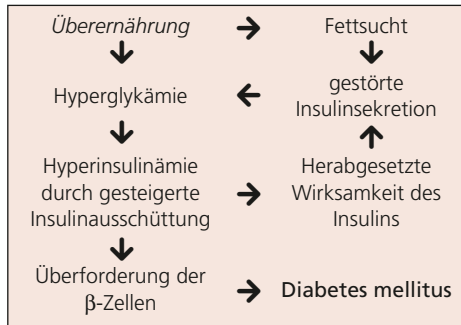 Überernährung → Fettsucht
Hyperglykämie ← gestörte
Insulinsekretion
Hyperinsulinämie
durch gesteigerte
Insulinausschüttung
→ Herabgesetzte
Wirksamkeit des
Insulins
Überforderung der
β-Zellen
→ Diabetes mellitus